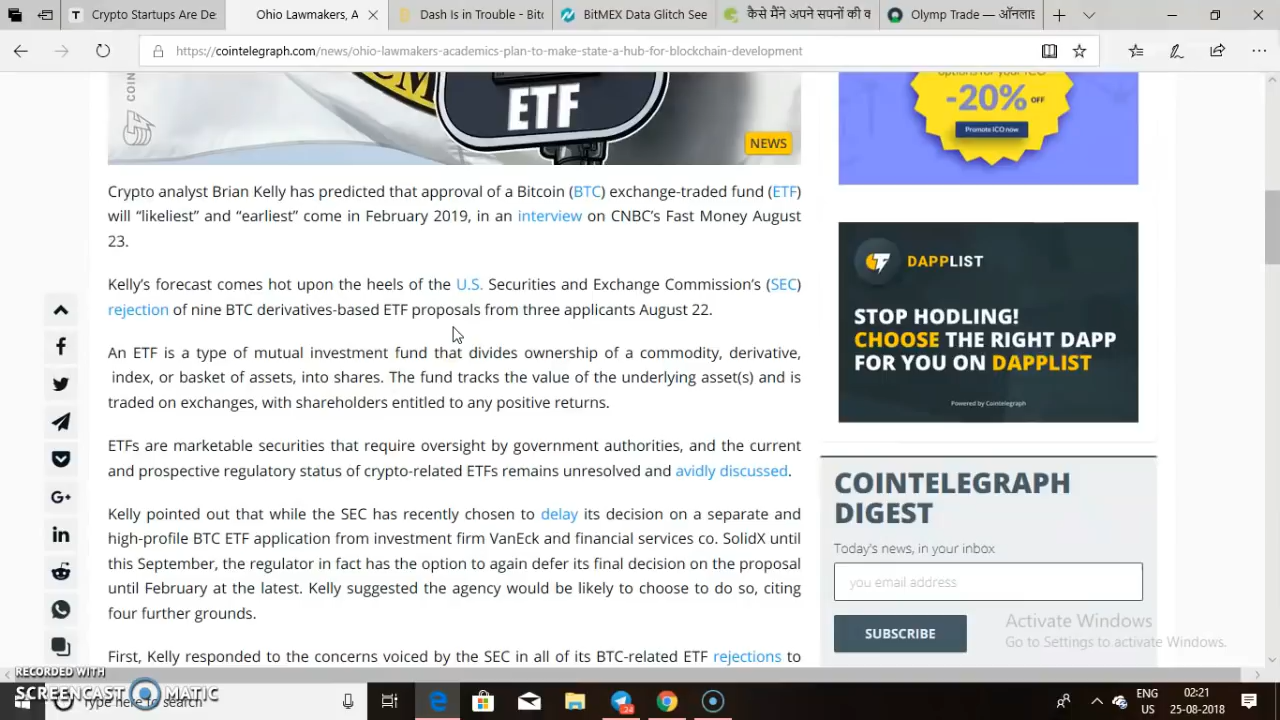 Crypto Startups Are De
Ohio Lawmakers, A
Dash Is in Trouble - Bitc
BitMEX Data Glitch See
कैसे मैंने अपने सपनों की व
Olymp Trade – ऑनलाइ
https://cointelegraph.com/news/ohio-lawmakers-academics-plan-to-make-state-a-hub-for-blockchain-development
COIN
ETF
NEWS
options for your ICO
-20% OFF
Promote ICO now
Crypto analyst Brian Kelly has predicted that approval of a Bitcoin (BTC) exchange-traded fund (ETF)
will “likeliest” and “earliest” come in February 2019, in an interview on CNBC’s Fast Money August
23.
Kelly’s forecast comes hot upon the heels of the U.S. Securities and Exchange Commission’s (SEC)
rejection of nine BTC derivatives-based ETF proposals from three applicants August 22.
An ETF is a type of mutual investment fund that divides ownership of a commodity, derivative,
index, or basket of assets, into shares. The fund tracks the value of the underlying asset(s) and is
traded on exchanges, with shareholders entitled to any positive returns.
ETFs are marketable securities that require oversight by government authorities, and the current
and prospective regulatory status of crypto-related ETFs remains unresolved and avidly discussed.
Kelly pointed out that while the SEC has recently chosen to delay its decision on a separate and
high-profile BTC ETF application from investment firm VanEck and financial services co. SolidX until
this September, the regulator in fact has the option to again defer its final decision on the proposal
until February at the latest. Kelly suggested the agency would be likely to choose to do so, citing
four further grounds.
First, Kelly responded to the concerns voiced by the SEC in all of its BTC-related ETF rejections to
DAPPLIST
STOP HODLING!
CHOOSE THE RIGHT DAPP
FOR YOU ON DAPPLIST
Powered by Cointelegraph
COINTELEGRAPH
DIGEST
Today's news, in your inbox
you email address
SUBSCRIBE
Activate Windows
Go to Settings to activate Windows.
RECORDED WITH
SCREENCAST MATIC
Type here to search
24
ENG
IN
02:21
25-08-2018